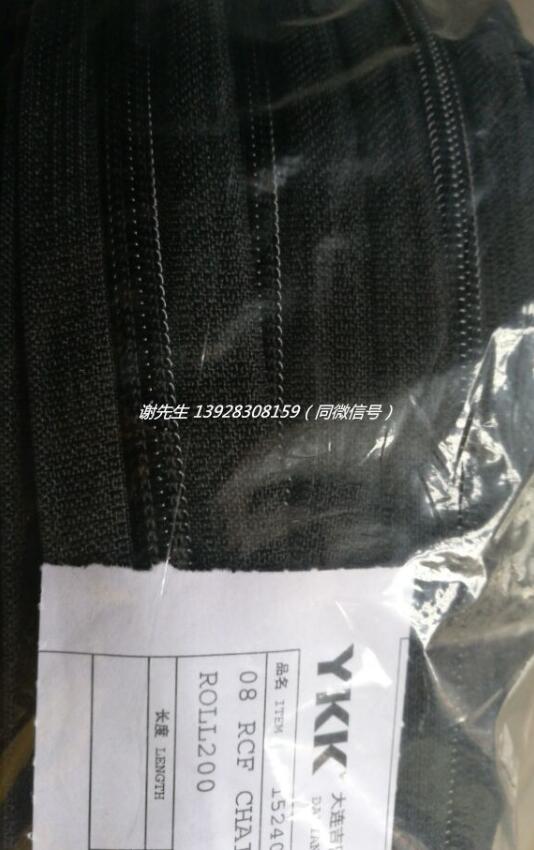 谢先生 13928308159（同微信号）
YKK 大连吉
品名 ITEM
15240
08 RCF CHAI
ROLL200
长度 LENGTH